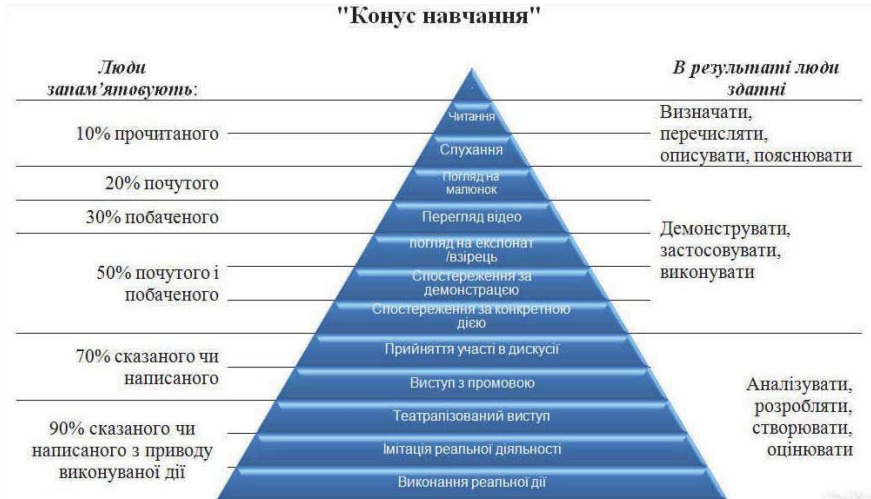 "Конус навчання"
Люди
запам’ятовують:
10% прочитаного
20% почутого
30% побаченого
50% почутого і
побаченого
70% сказаного чи
написаного
90% сказаного чи
написаного з приводу
виконуваної дії
Читання
Слухання
Погляд на
малюнок
Перегляд відео
погляд на експонат
/взірець
Спостереження за
демонстрацєю
Спостереження за конкретною
дією
Прийняття участі в дискусії
Виступ з промовою
Театралізований виступ
Імітація реальної діяльності
Виконання реальної дії
В результаті люди
здатні
Визначати,
перечисляти,
описувати, пояснювати
Демонструвати,
застосовувати,
виконувати
Аналізувати,
розробляти,
створювати,
оцінювати